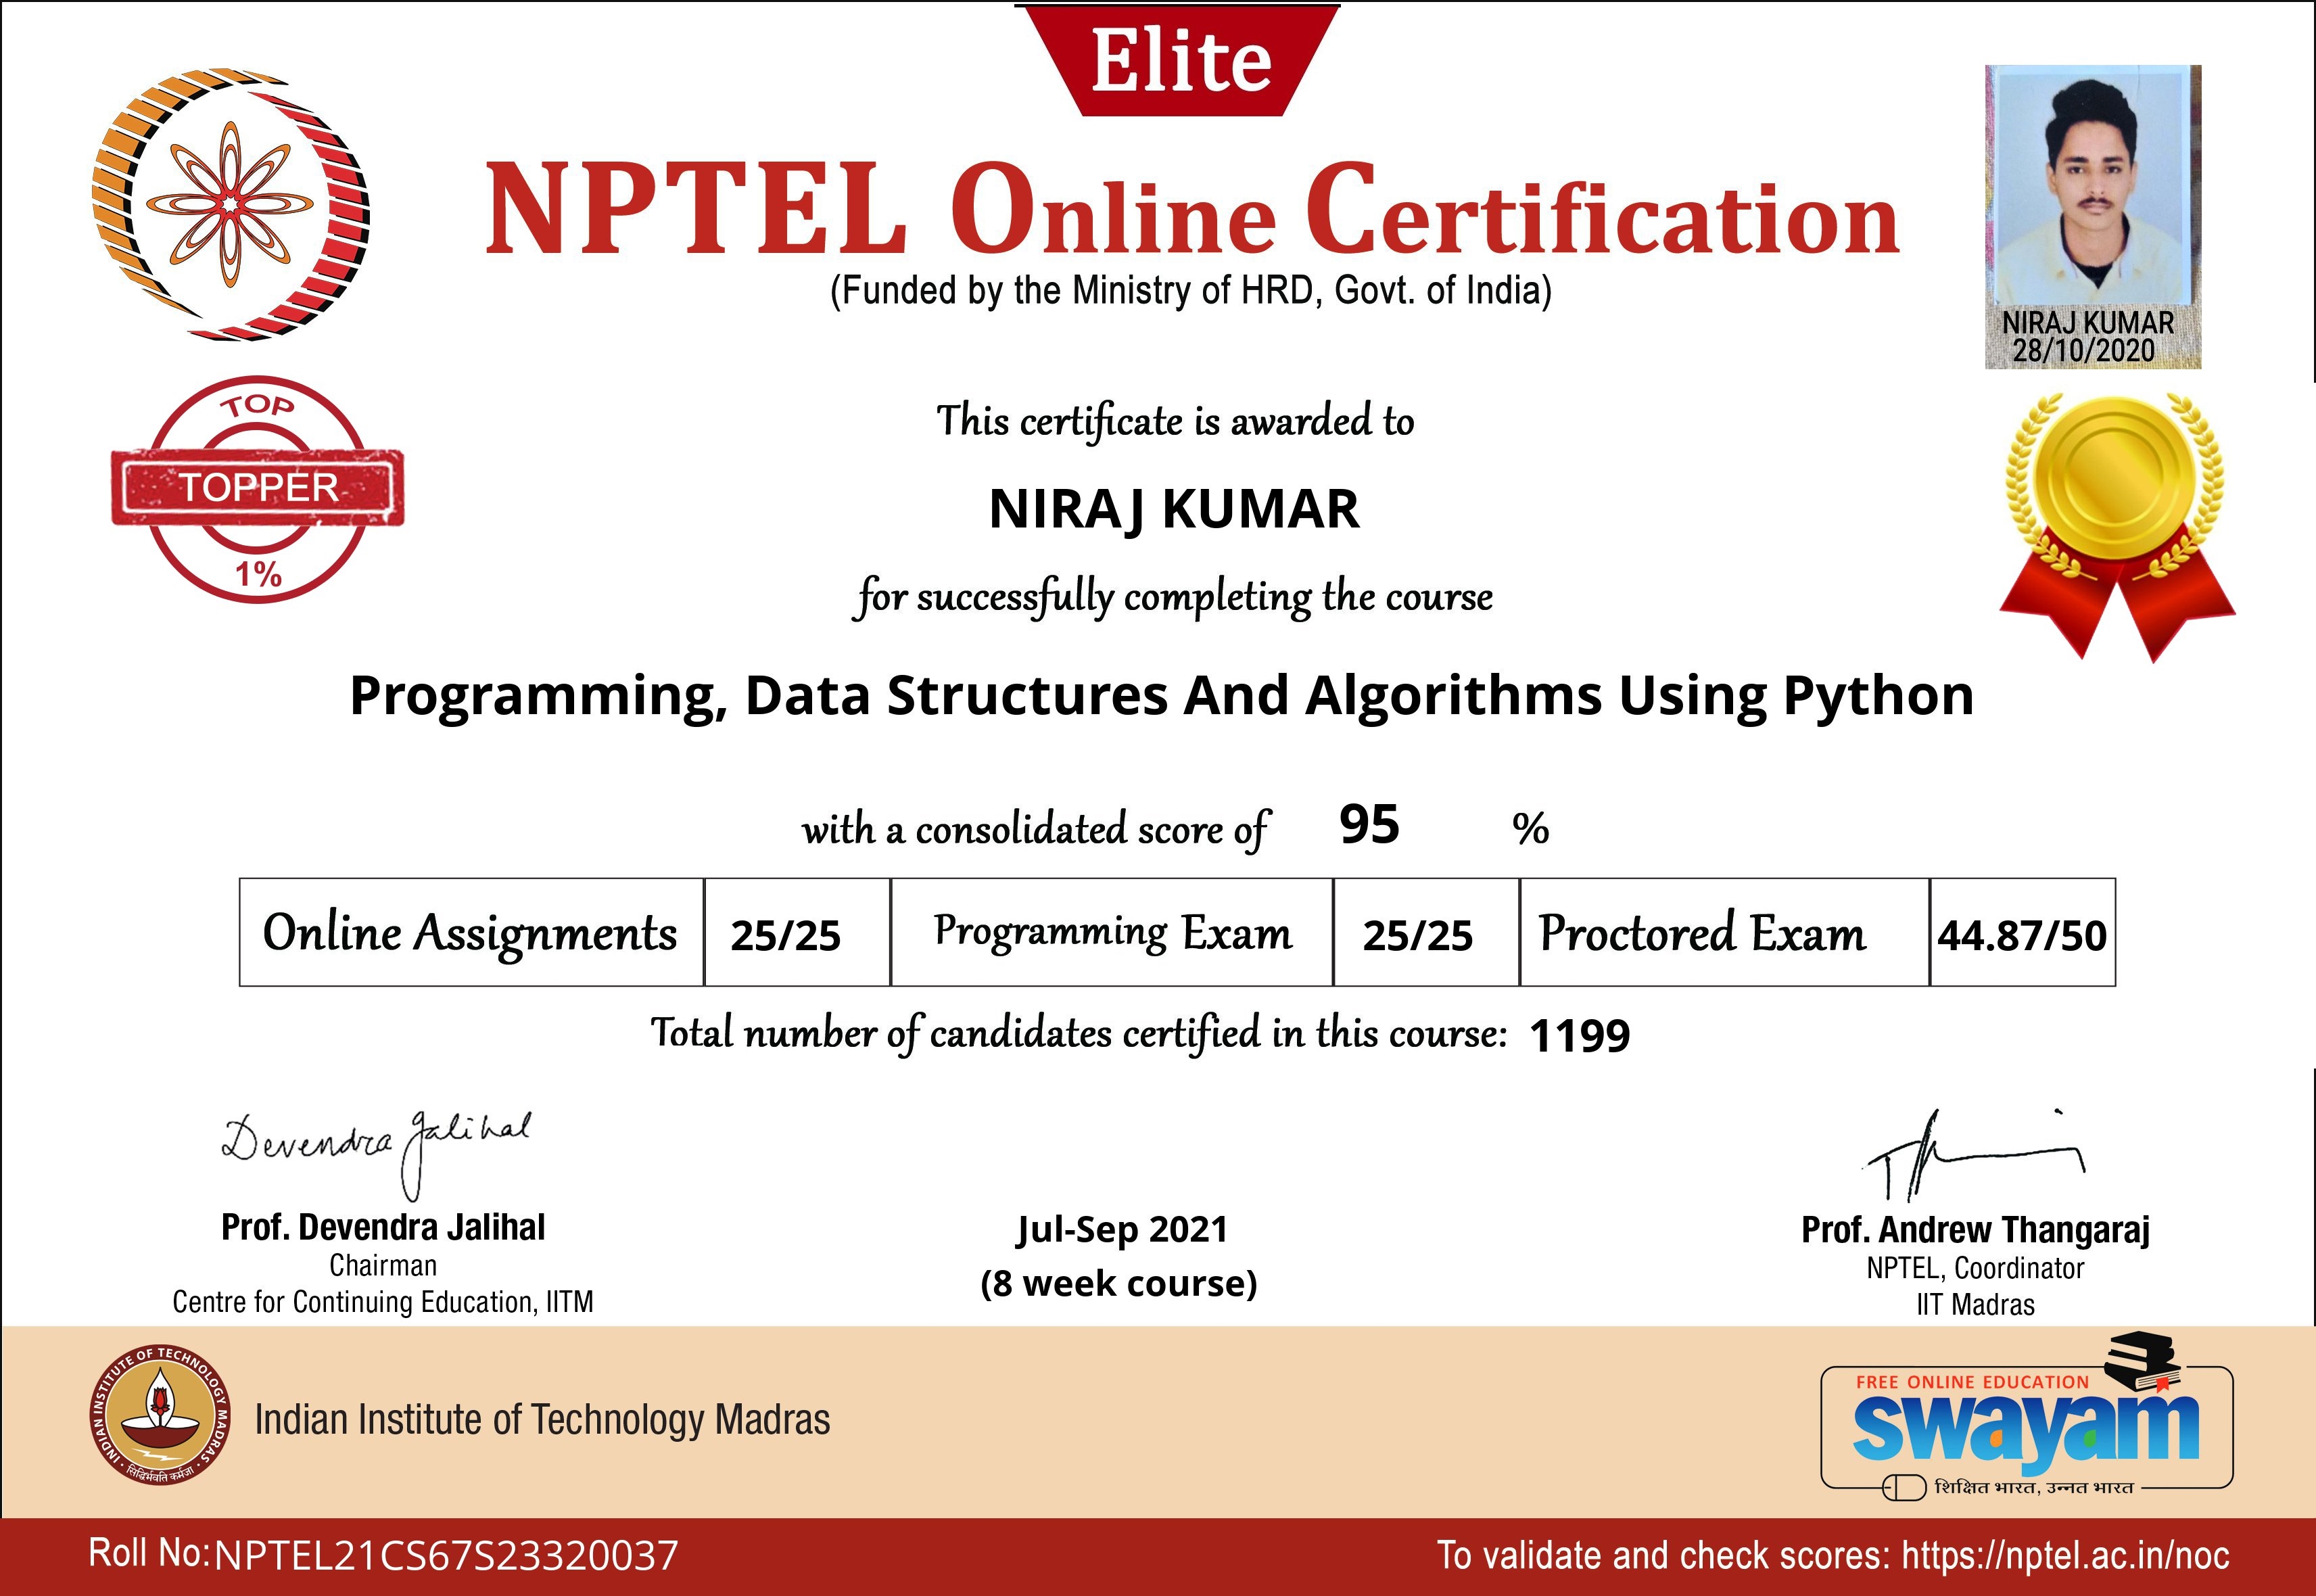 Elite
NPTEL Online Certification
(Funded by the Ministry of HRD, Govt. of India)
NIRAJ KUMAR
28/10/2020
TOP
TOPPER
1%
This certificate is awarded to
NIRAJ KUMAR
for successfully completing the course
Programming, Data Structures And Algorithms Using Python
with a consolidated score of 95 %
Online Assignments 25/25 Programming Exam 25/25 Proctored Exam 44.87/50
Total number of candidates certified in this course: 1199
Devendra Jalihal
Prof. Devendra Jalihal
Chairman
Centre for Continuing Education, IITM
Jul-Sep 2021
(8 week course)
Prof. Andrew Thangaraj
NPTEL, Coordinator
IIT Madras
INDIAN INSTITUTE OF TECHNOLOGY MADRAS
सिद्धिर्भवति कर्मजा
Indian Institute of Technology Madras
FREE ONLINE EDUCATION
swayam
शिक्षित भारत, उन्नत भारत
Roll No:NPTEL21CS67S23320037
To validate and check scores: https://nptel.ac.in/noc